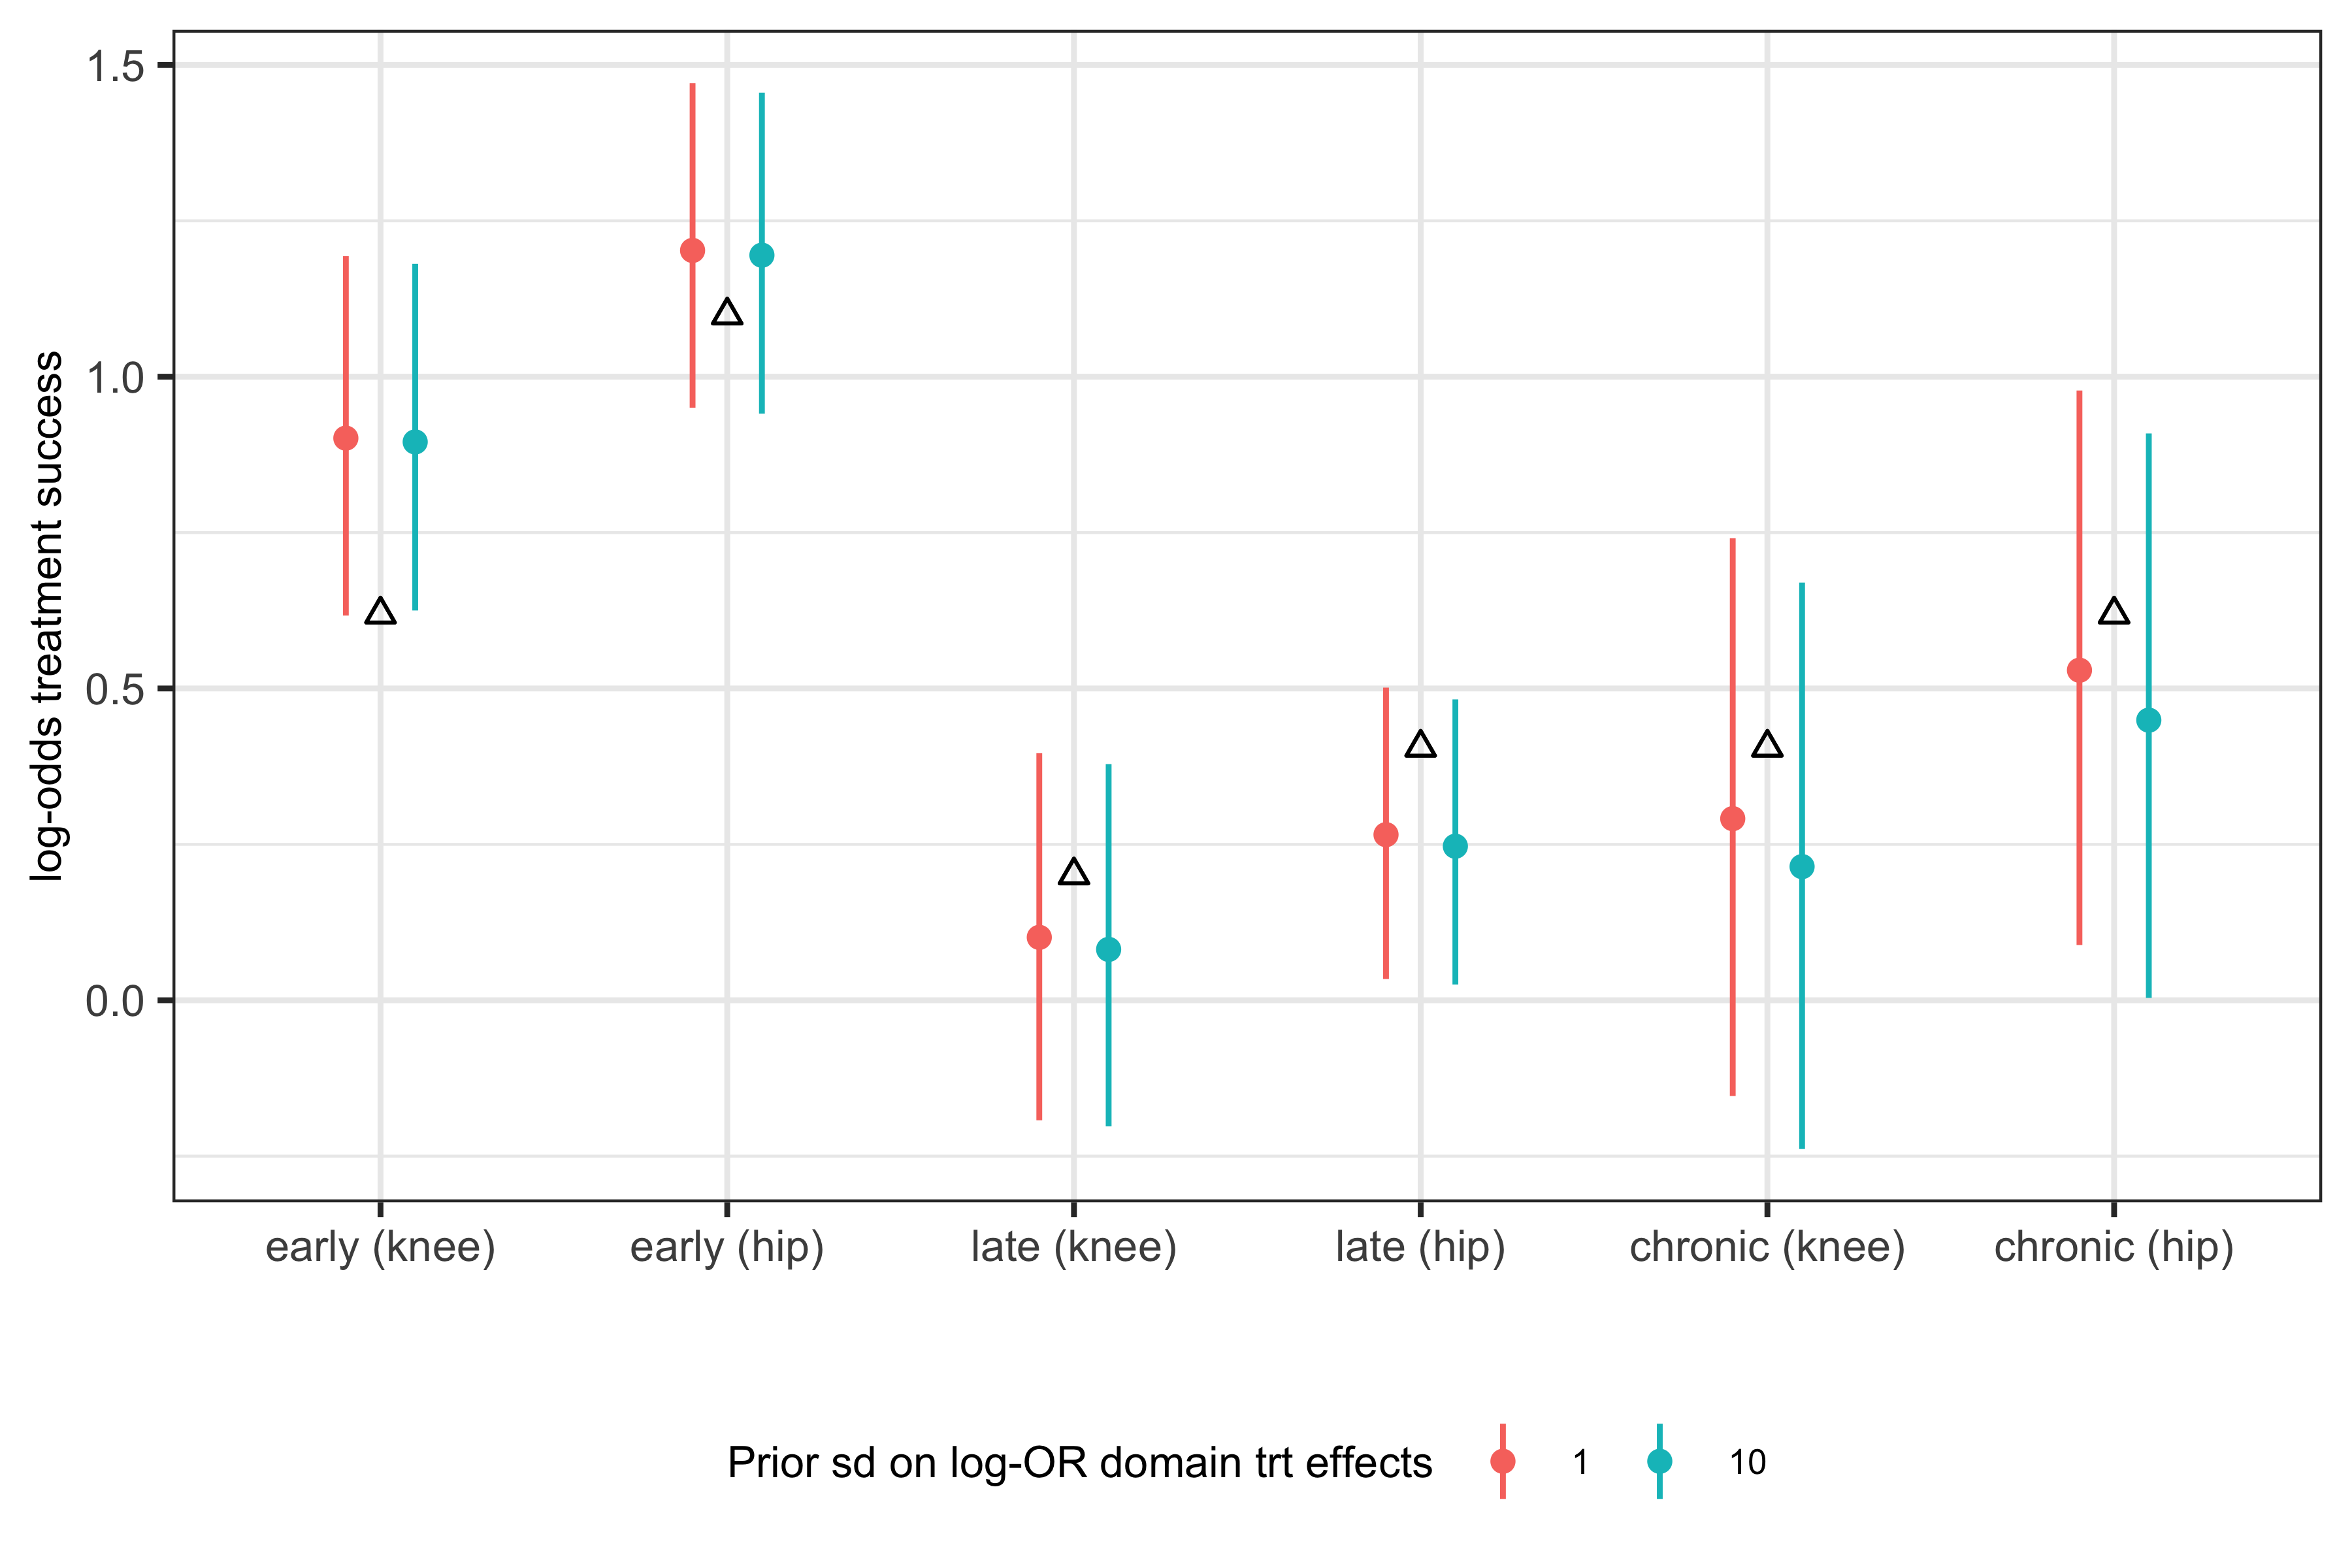 log-odds treatment success
1.5
1.0
0.5
0.0
early (knee) early (hip) late (knee) late (hip) chronic (knee) chronic (hip)
Prior sd on log-OR domain trt effects 1 10